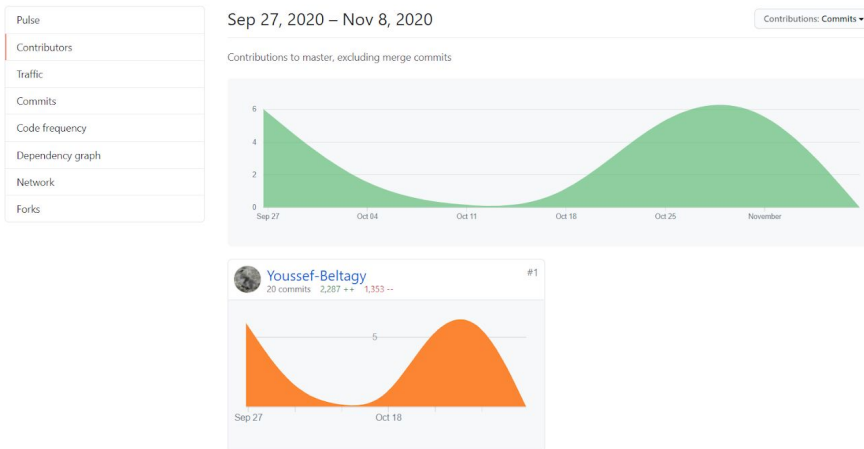 Pulse
Contributors
Traffic
Commits
Code frequency
Dependency graph
Network
Forks
Sep 27, 2020 – Nov 8, 2020
Contributions: Commits
Contributions to master, excluding merge commits
6
4
2
0
Sep 27 Oct 04 Oct 11 Oct 18 Oct 25 November
Youssef-Beltagy #1
20 commits 2,287 ++ 1,353 --
5
Sep 27 Oct 18